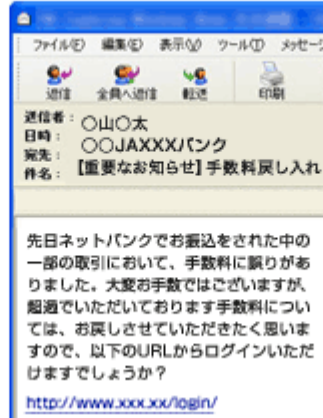 ファイル(F) 編集(E) 表示(V) ツール(T) メッセー
返信 全員へ返信 転送 印刷
送信者： ○山○太
日時：
宛先： ○○JAXXXバンク
件名： 【重要なお知らせ】手数料戻し入れ
先日ネットバンクでお振込をされた中の
一部の取引において、手数料に誤りがあ
りました。大変お手数ではございますが、
超過でいただいております手数料につい
ては、お戻しさせていただきたく思いま
すので、以下のURLからログインいただ
けますでしょうか？
http://www.xxx.xx/login/